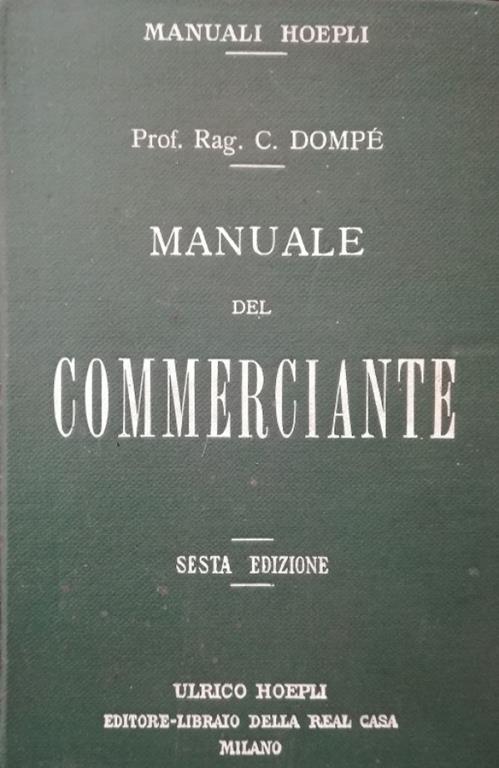 MANUALI HOEPLI
Prof. Rag. C. DOMPÉ
MANUALE
DEL
COMMERCIANTE
SESTA EDIZIONE
ULRICO HOEPLI
EDITORE-LIBRAIO DELLA REAL CASA
MILANO